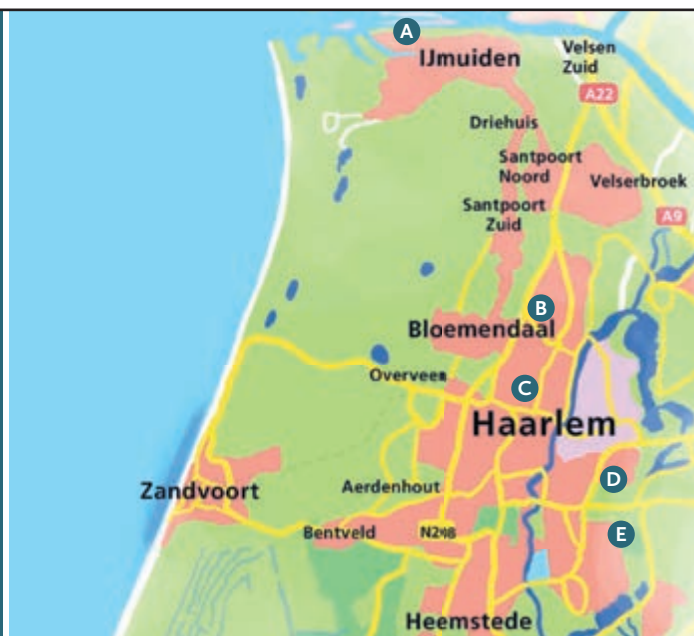 A
IJmuiden
Velsen
Zuid
A22
Driehuis
Santpoort
Noord
Velserbroek
Santpoort
Zuid
A9
B
Bloemendaal
Overveen
C
Haarlem
D
Zandvoort
Aerdenhout
Bentveld
N208
E
Heemstede